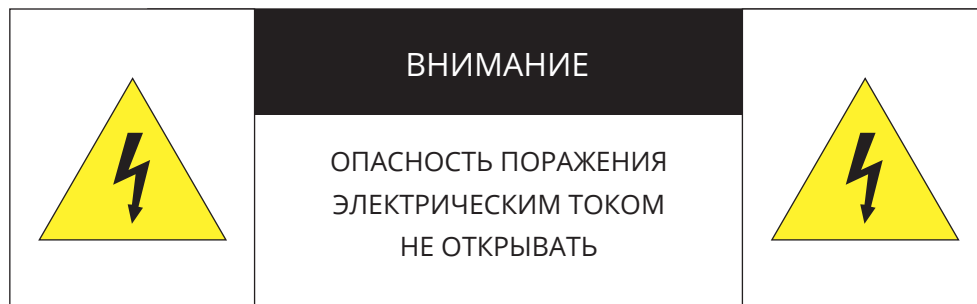 ВНИМАНИЕ
ОПАСНОСТЬ ПОРАЖЕНИЯ
ЭЛЕКТРИЧЕСКИМ ТОКОМ
НЕ ОТКРЫВАТЬ